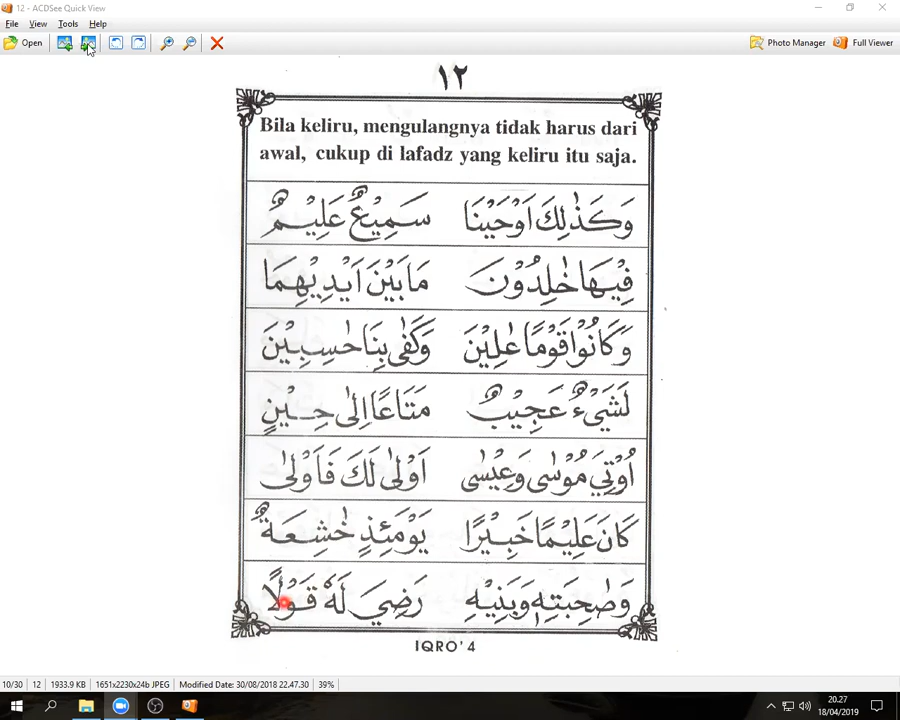 12 - ACDSee Quick View
File View Tools Help
Open Photo Manager Full Viewer
١٢
Bila keliru, mengulangnya tidak harus dari
awal, cukup di lafadz yang keliru itu saja.
وَكَذٰلِكَ اَوْحَيْنَا سَمِيْعٌ عَلِيْمٌ
فِيْهَا خٰلِدُوْنَ مَا بَيْنَ اَيْدِيْهِمَا
وَكَانُوْا قَوْمًا عٰلِيْنَ وَكَفٰى بِنَا حٰسِبِيْنَ
لَشَيْءٌ عَجِيْبٌ مَتَاعًا اِلٰى حِيْنٍ
اُوْتِيَ مُوْسٰى وَعِيْسٰى اَوْلٰى لَكَ فَاَوْلٰى
كَانَ عَلِيْمًا خَبِيْرًا يَوْمَئِذٍ خٰشِعَةٌ
وَصٰحِبَتِهٖ وَبَنِيْهِ رَضِيَ لَهٗ قَوْلًا
IQRO' 4
10/30 12 1933.9 KB 1651x2230x24b JPEG Modified Date: 30/08/2018 22.47.30 39%
20.27
18/04/2019